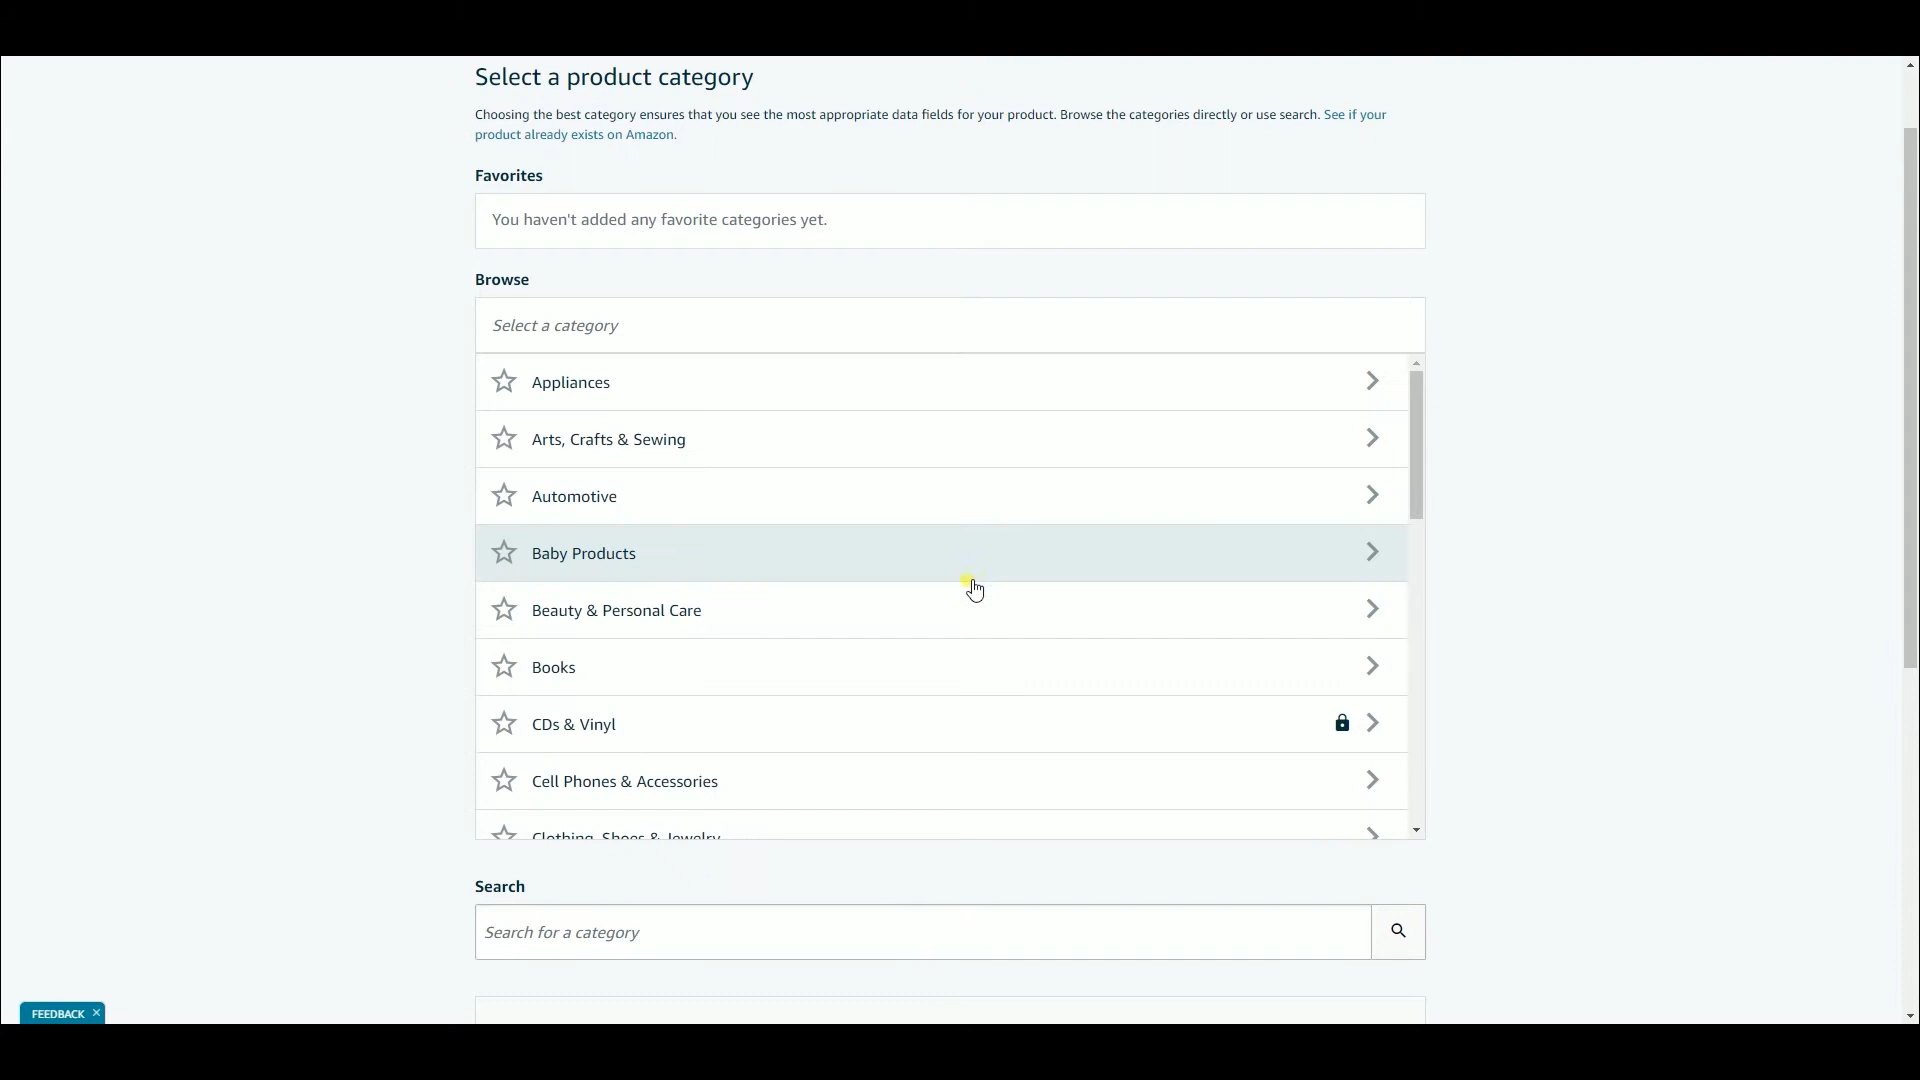 Select a product category
Choosing the best category ensures that you see the most appropriate data fields for your product. Browse the categories directly or use search. See if your
product already exists on Amazon.
Favorites
You haven't added any favorite categories yet.
Browse
Select a category
Appliances
Arts, Crafts & Sewing
Automotive
Baby Products
Beauty & Personal Care
Books
CDs & Vinyl
Cell Phones & Accessories
Clothing, Shoes & Jewelry
Search
Search for a category
FEEDBACK ×